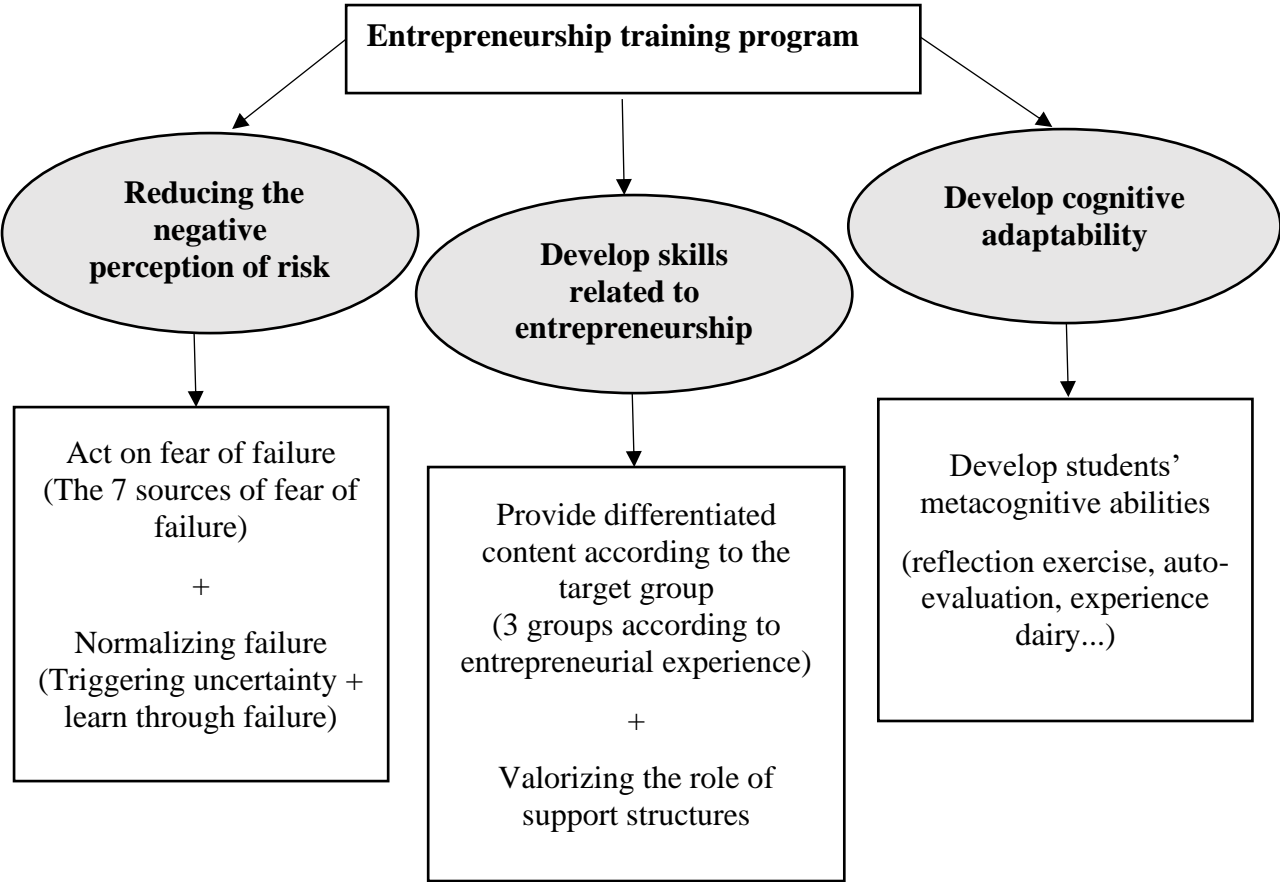 Entrepreneurship training program
Reducing the
negative
perception of risk
Develop skills
related to
entrepreneurship
Develop cognitive
adaptability
Act on fear of failure
(The 7 sources of fear of
failure)
+
Normalizing failure
(Triggering uncertainty +
learn through failure)
Provide differentiated
content according to the
target group
(3 groups according to
entrepreneurial experience)
+
Valorizing the role of
support structures
Develop students’
metacognitive abilities
(reflection exercise, auto-
evaluation, experience
dairy...)